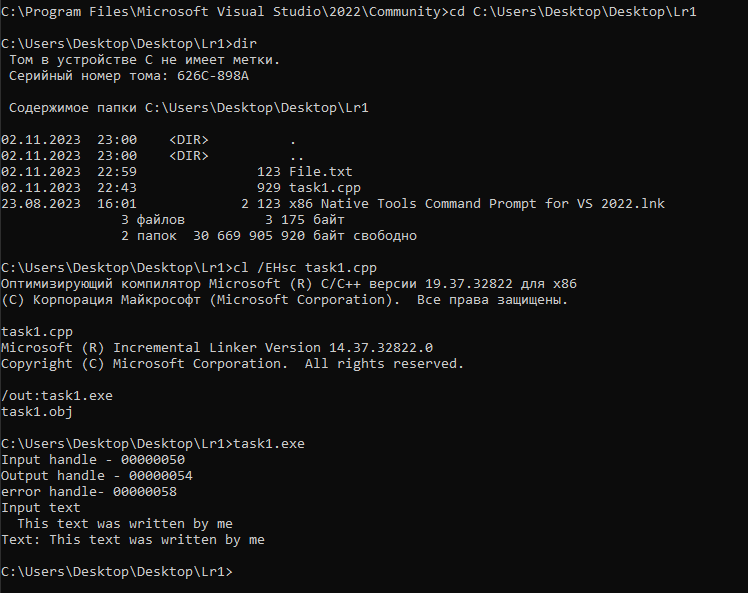 C:\Program Files\Microsoft Visual Studio\2022\Community>cd C:\Users\Desktop\Desktop\Lr1
C:\Users\Desktop\Desktop\Lr1>dir
Том в устройстве C не имеет метки.
Серийный номер тома: 626C-898A
Содержимое папки C:\Users\Desktop\Desktop\Lr1
02.11.2023  23:00    <DIR>          .
02.11.2023  23:00    <DIR>          ..
02.11.2023  22:59               123 File.txt
02.11.2023  22:43               929 task1.cpp
23.08.2023  16:01             2 123 x86 Native Tools Command Prompt for VS 2022.lnk
3 файлов          3 175 байт
2 папок  30 669 905 920 байт свободно
C:\Users\Desktop\Desktop\Lr1>cl /EHsc task1.cpp
Оптимизирующий компилятор Microsoft (R) C/C++ версии 19.37.32822 для x86
(C) Корпорация Майкрософт (Microsoft Corporation).  Все права защищены.
task1.cpp
Microsoft (R) Incremental Linker Version 14.37.32822.0
Copyright (C) Microsoft Corporation.  All rights reserved.
/out:task1.exe
task1.obj
C:\Users\Desktop\Desktop\Lr1>task1.exe
Input handle - 00000050
Output handle - 00000054
error handle- 00000058
Input text
This text was written by me
Text: This text was written by me
C:\Users\Desktop\Desktop\Lr1>